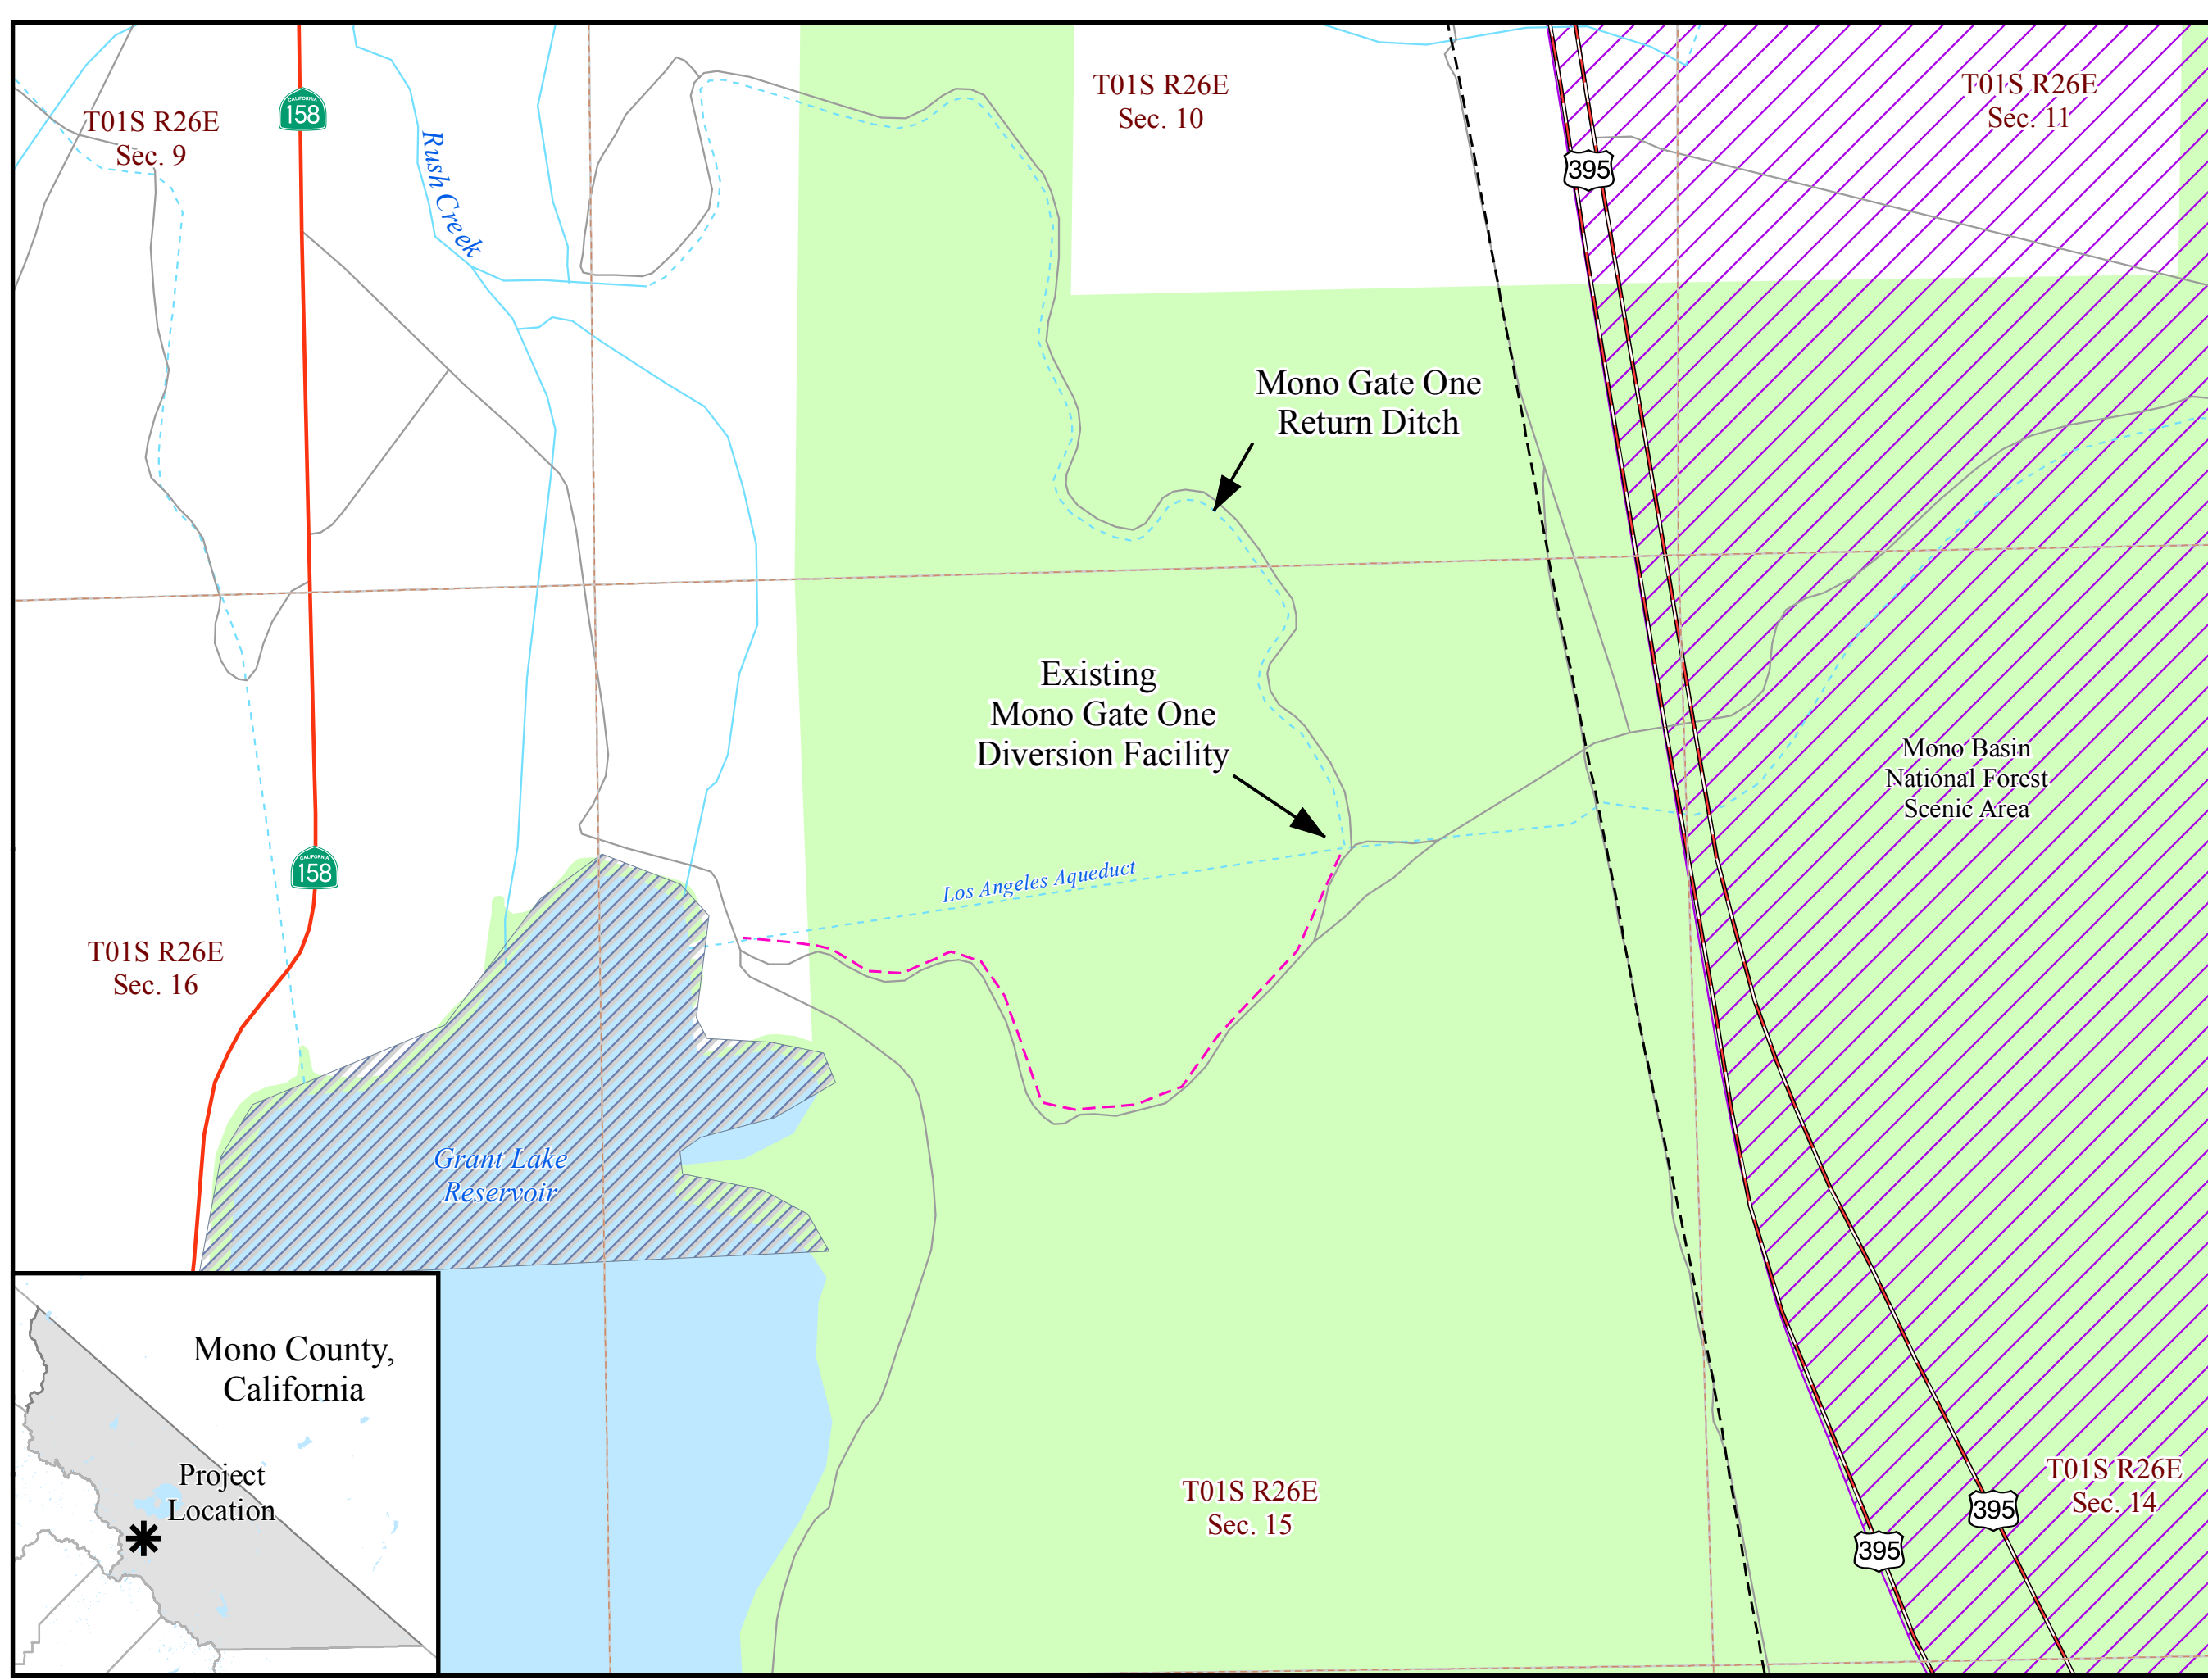 T01S R26E
Sec. 9
CALIFORNIA
158
Rush Creek
T01S R26E
Sec. 10
395
T01S R26E
Sec. 11
Mono Gate One
Return Ditch
Existing
Mono Gate One
Diversion Facility
Mono Basin
National Forest
Scenic Area
CALIFORNIA
158
Los Angeles Aqueduct
T01S R26E
Sec. 16
Grant Lake
Reservoir
Mono County,
California
Project
Location
T01S R26E
Sec. 15
395
395
T01S R26E
Sec. 14